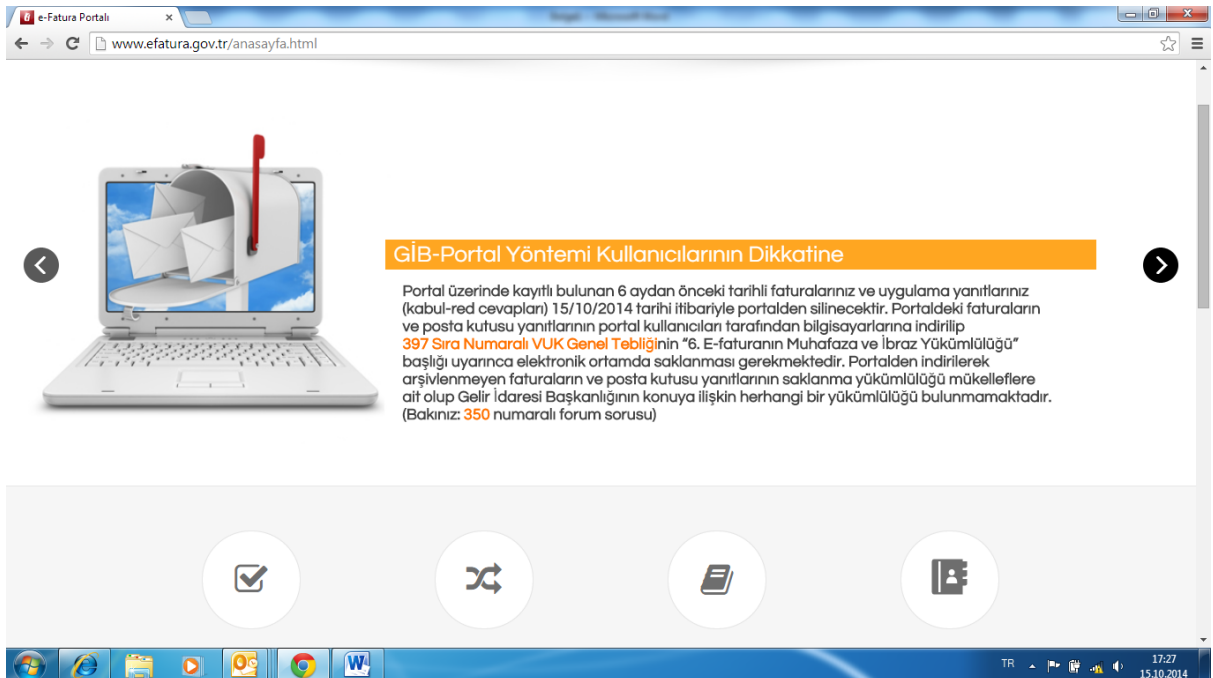 e-Fatura Portalı
www.efatura.gov.tr/anasayfa.html
GİB-Portal Yöntemi Kullanıcılarının Dikkatine
Portal üzerinde kayıtlı bulunan 6 aydan önceki tarihli faturalarınız ve uygulama yanıtlarınız
(kabul-red cevapları) 15/10/2014 tarihi itibariyle portalden silinecektir. Portaldeki faturaların
ve posta kutusu yanıtlarının portal kullanıcıları tarafından bilgisayarlarına indirilip
397 Sıra Numaralı VUK Genel Tebliğinin “6. E-faturanın Muhafaza ve İbraz Yükümlülüğü”
başlığı uyarınca elektronik ortamda saklanması gerekmektedir. Portalden indirilerek
arşivlenmeyen faturaların ve posta kutusu yanıtlarının saklanma yükümlülüğü mükelleflere
ait olup Gelir İdaresi Başkanlığının konuya ilişkin herhangi bir yükümlülüğü bulunmamaktadır.
(Bakınız: 350 numaralı forum sorusu)
TR
17:27
15.10.2014